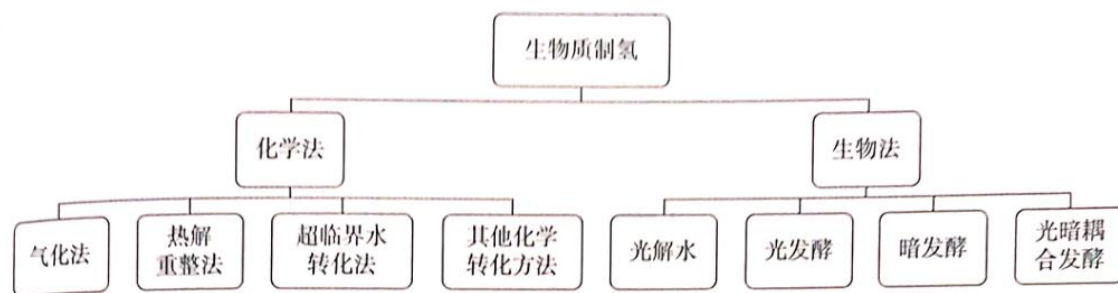 生物质制氢
化学法
生物法
气化法
热解
重整法
超临界水
转化法
其他化学
转化方法
光解水
光发酵
暗发酵
光暗耦
合发酵